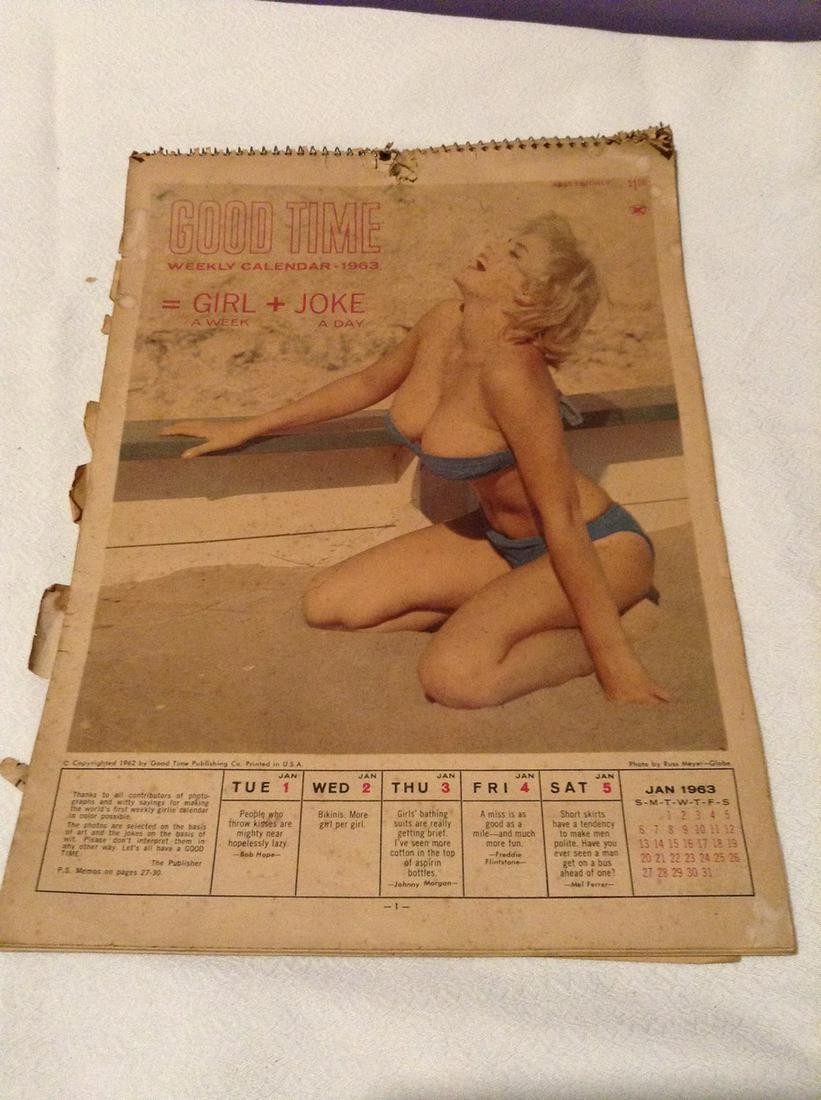 ADULTS ONLY $1.00
GOOD TIME
WEEKLY CALENDAR - 1963
= GIRL + JOKE
A WEEK A DAY
© Copyrighted 1962 by Good Time Publishing Co. Printed in U.S.A.
Photo by Russ Meyer—Globe
Thanks to all contributors of photo-
graphs and witty sayings for making
the world's first weekly girlie calendar
in color possible.
The photos are selected on the basis
of art and the jokes on the basis of
wit. Please don't interpret them in
any other way. Let's all have a GOOD
TIME.
The Publisher
P.S. Memos on pages 27-30.
JAN
TUE 1
People who
throw kisses are
mighty near
hopelessly lazy.
—Bob Hope—
JAN
WED 2
Bikinis: More
girl per girl.
JAN
THU 3
Girls' bathing
suits are really
getting brief.
I've seen more
cotton in the top
of aspirin
bottles.
—Johnny Morgan—
JAN
FRI 4
A miss is as
good as a
mile—and much
more fun.
—Freddie
Flintstone—
JAN
SAT 5
Short skirts
have a tendency
to make men
polite. Have you
ever seen a man
get on a bus
ahead of one?
—Mel Ferrer—
JAN 1963
S-M-T-W-T-F-S
1 2 3 4 5
6 7 8 9 10 11 12
13 14 15 16 17 18 19
20 21 22 23 24 25 26
27 28 29 30 31
—1—